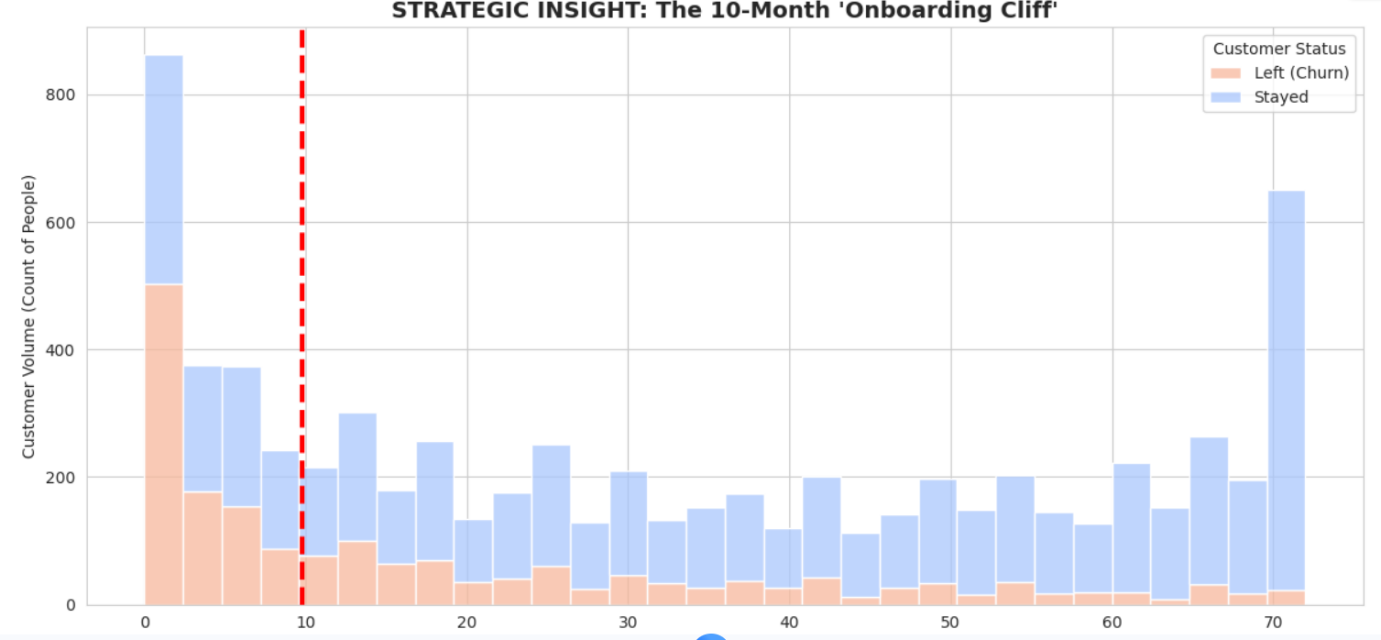 STRATEGIC INSIGHT: The 10-Month 'Onboarding Cliff'
Customer Status
Left (Churn)
Stayed
Customer Volume (Count of People)
800
600
400
200
0
0 10 20 30 40 50 60 70